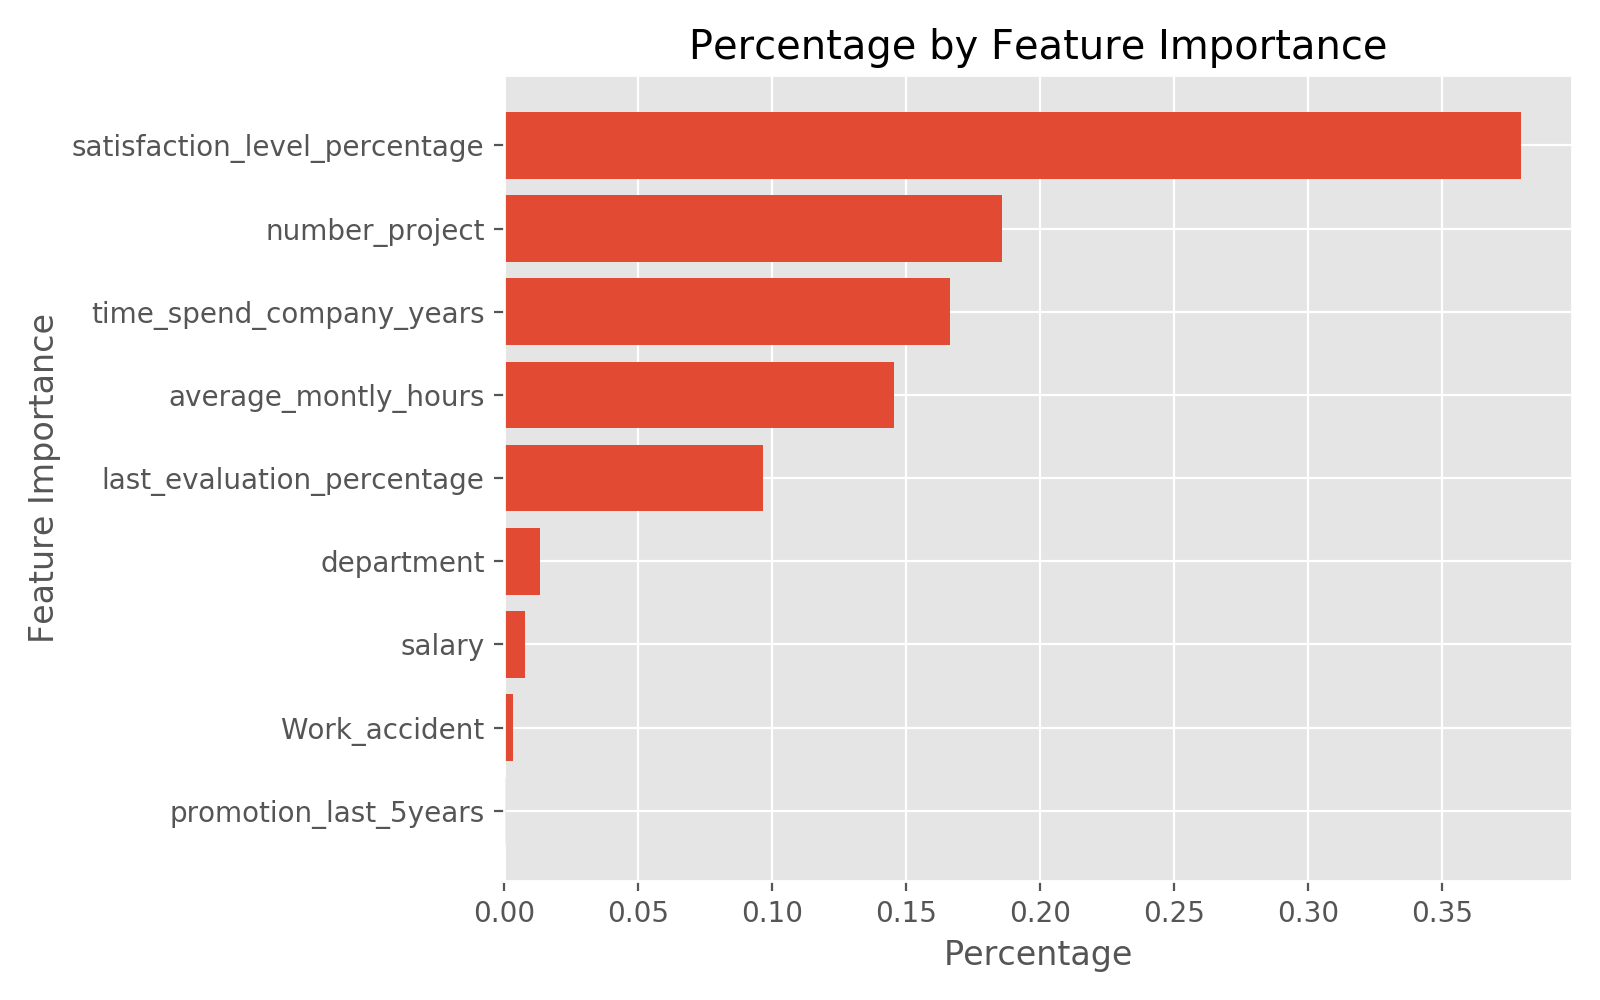 Percentage by Feature Importance
satisfaction_level_percentage
number_project
time_spend_company_years
average_montly_hours
last_evaluation_percentage
department
salary
Work_accident
promotion_last_5years
Feature Importance
0.00 0.05 0.10 0.15 0.20 0.25 0.30 0.35
Percentage